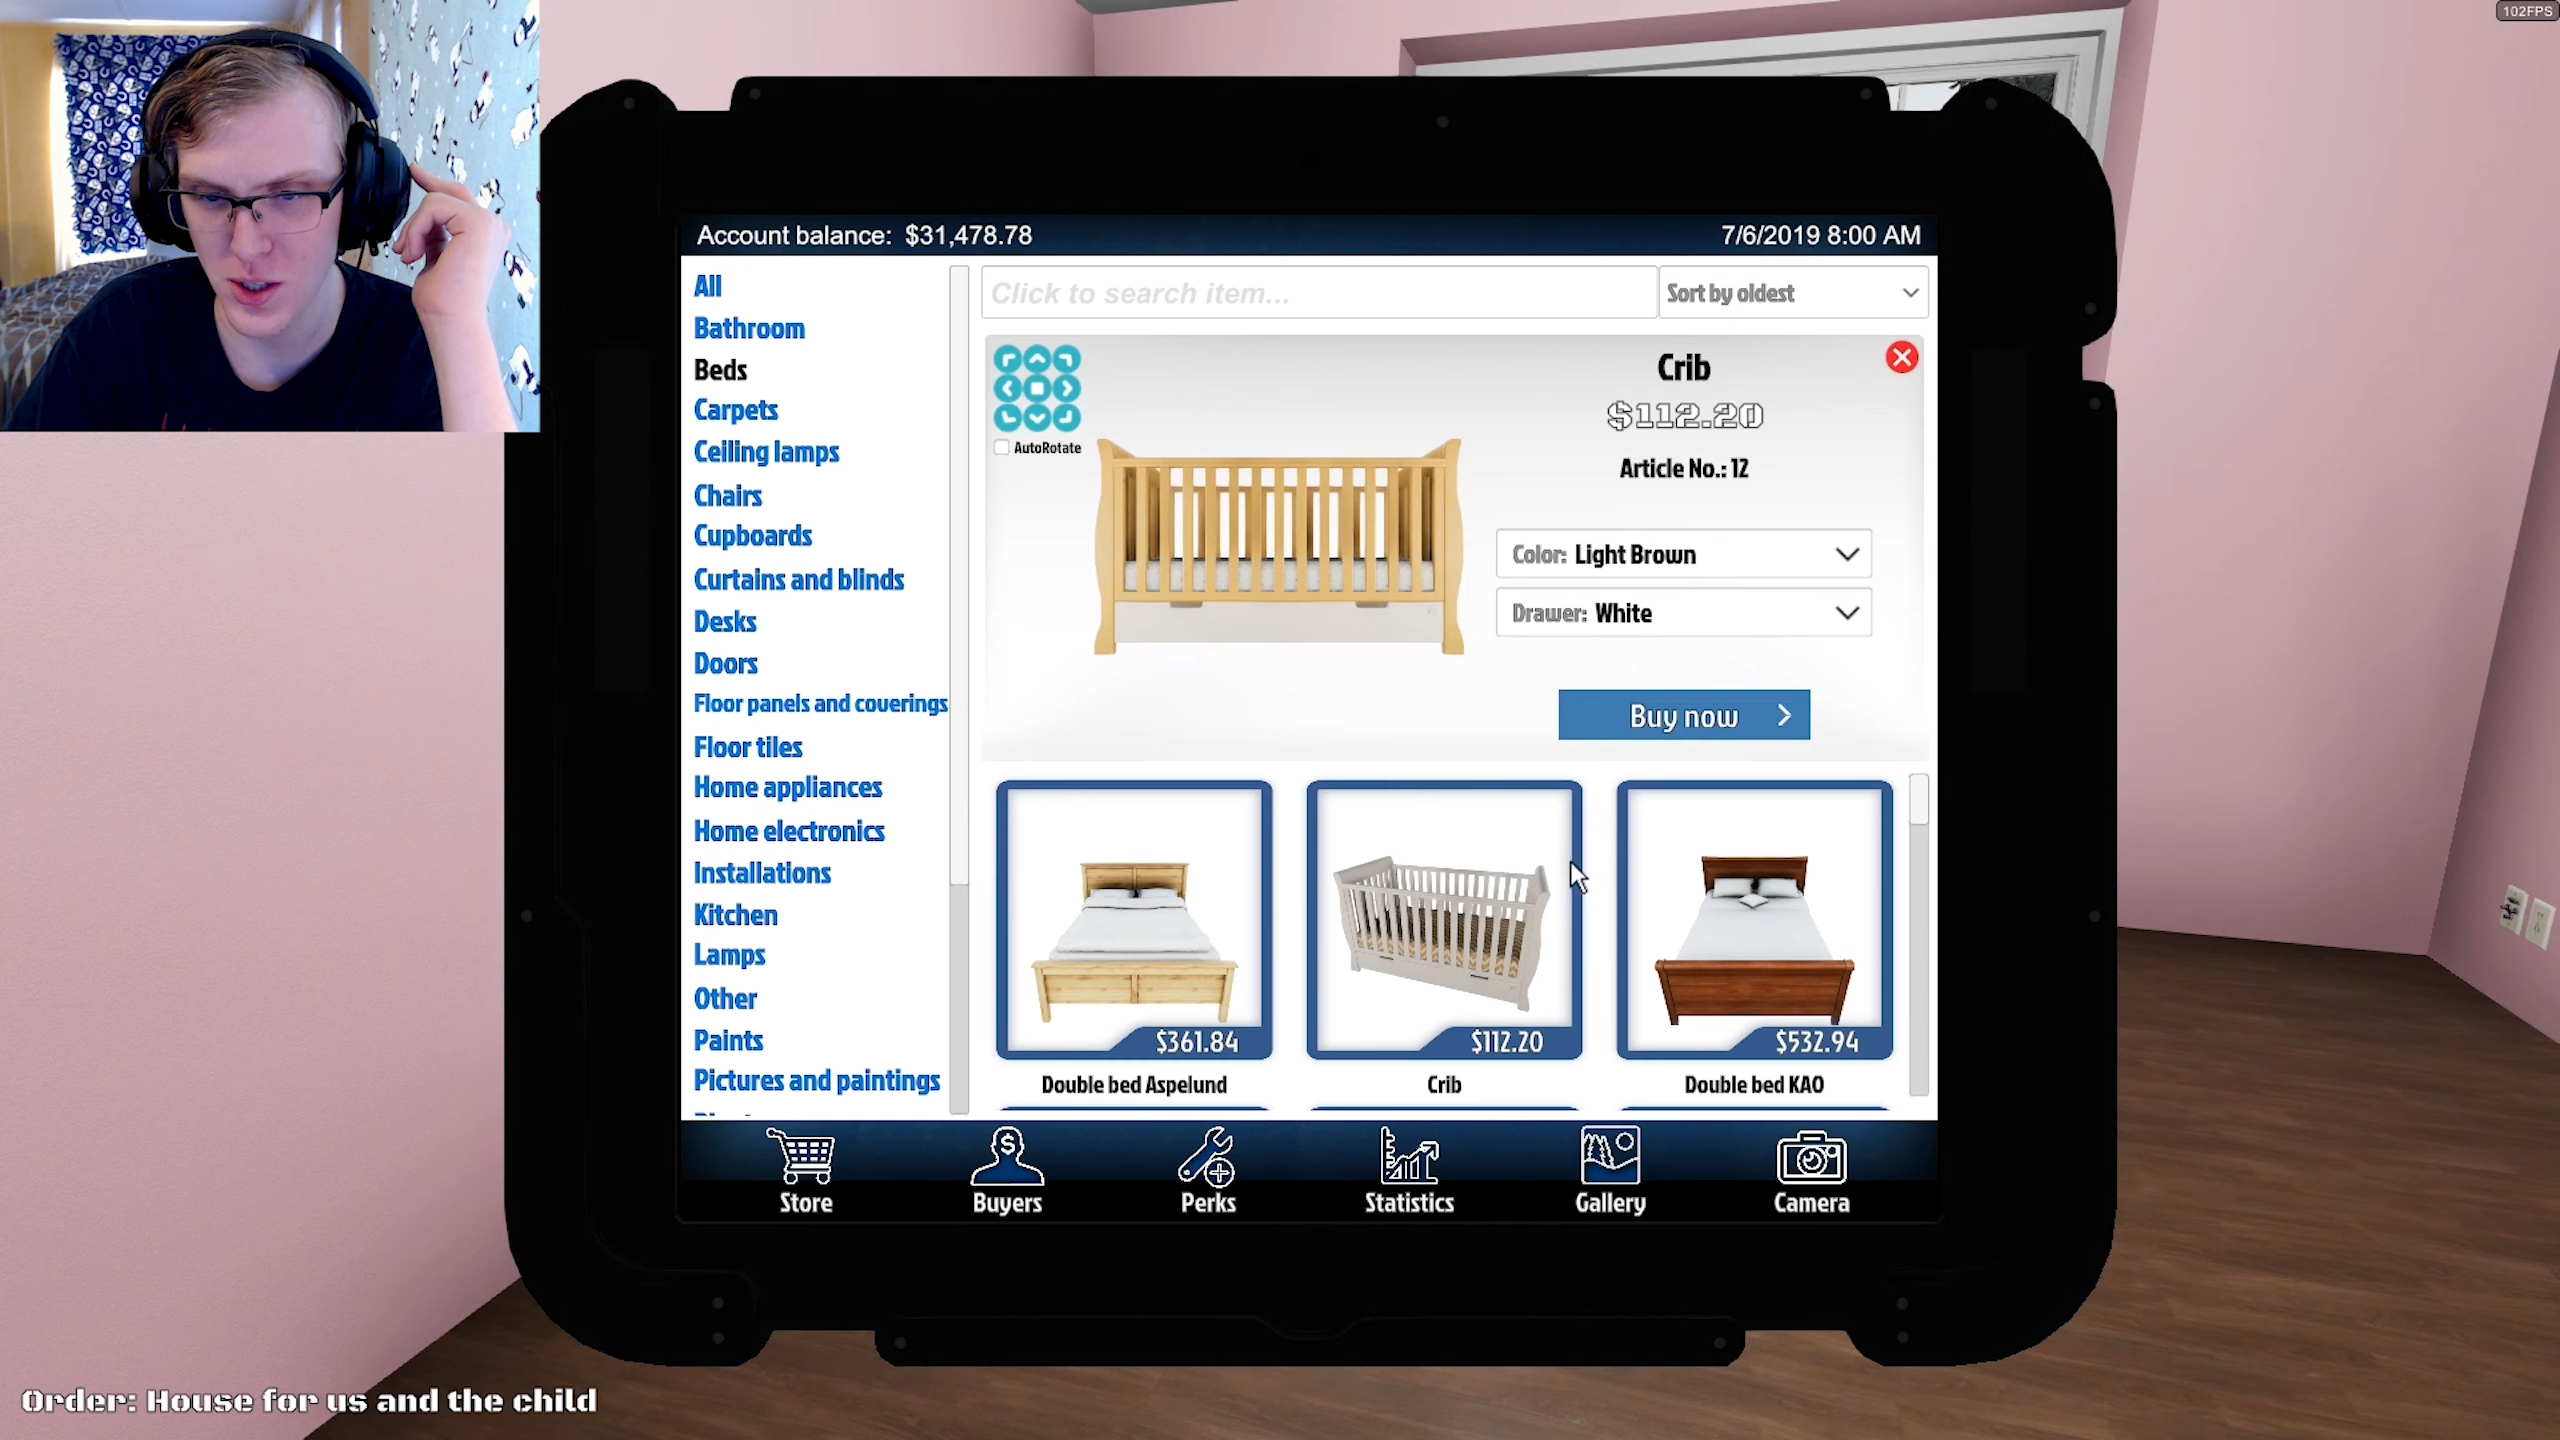 102FPS
Account balance: $31,478.78
7/6/2019 8:00 AM
All
Bathroom
Beds
Carpets
Ceiling lamps
Chairs
Cupboards
Curtains and blinds
Desks
Doors
Floor panels and coverings
Floor tiles
Home appliances
Home electronics
Installations
Kitchen
Lamps
Other
Paints
Pictures and paintings
Click to search item...
Sort by oldest
AutoRotate
Crib
$112.20
Article No.: 12
Color: Light Brown
Drawer: White
Buy now
$361.84
$112.20
$532.94
Double bed Aspelund
Crib
Double bed KAO
Store
Buyers
Perks
Statistics
Gallery
Camera
Order: House for us and the child